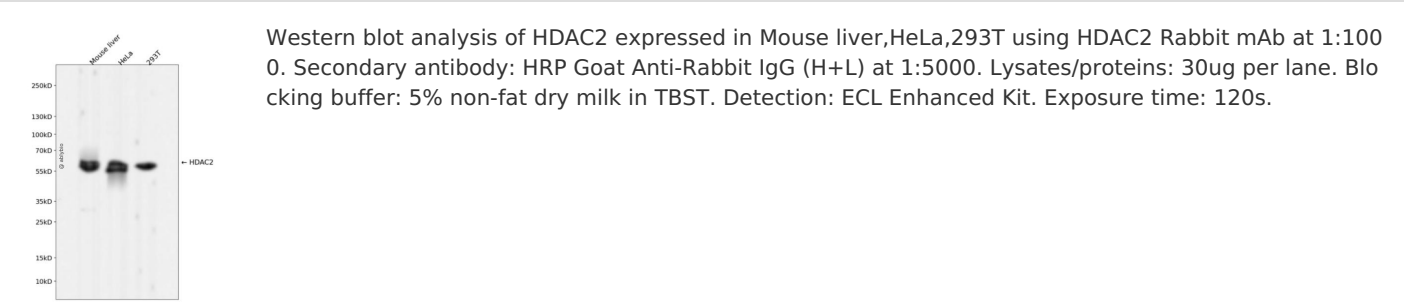 Western blot analysis of HDAC2 expressed in Mouse liver,HeLa,293T using HDAC2 Rabbit mAb at 1:100
0. Secondary antibody: HRP Goat Anti-Rabbit IgG (H+L) at 1:5000. Lysates/proteins: 30ug per lane. Blo
cking buffer: 5% non-fat dry milk in TBST. Detection: ECL Enhanced Kit. Exposure time: 120s.
Mouse liver
HeLa
293T
250kD
130kD
100kD
70kD
55kD
35kD
25kD
15kD
10kD
← HDAC2